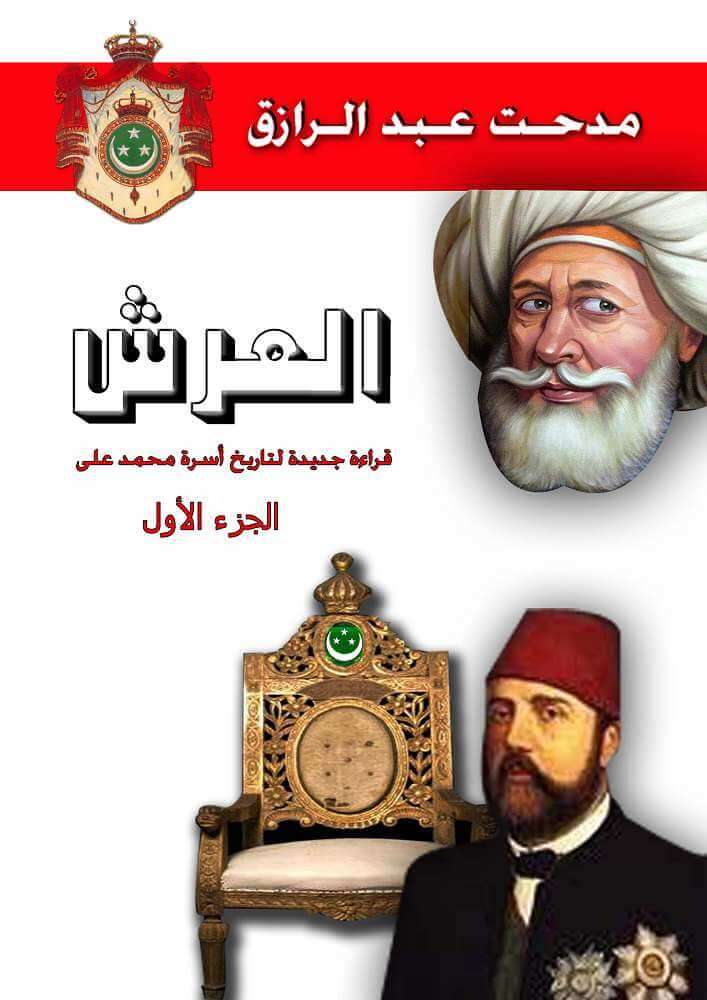 مدحت عبد الرازق
العرش
قراءة جديدة لتاريخ أسرة محمد على
الجزء الأول